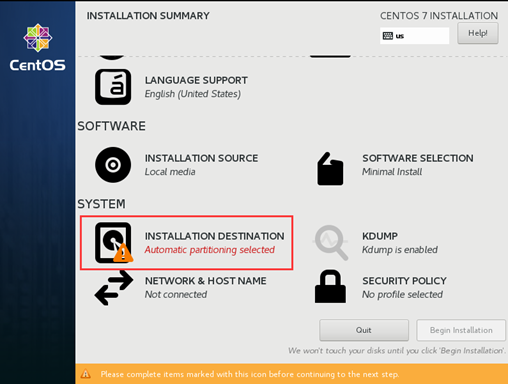 INSTALLATION SUMMARY
CENTOS 7 INSTALLATION
us
Help!
CentOS
á
LANGUAGE SUPPORT
English (United States)
SOFTWARE
INSTALLATION SOURCE
Local media
SOFTWARE SELECTION
Minimal Install
SYSTEM
INSTALLATION DESTINATION
Automatic partitioning selected
KDUMP
Kdump is enabled
NETWORK & HOST NAME
Not connected
SECURITY POLICY
No profile selected
Quit
Begin Installation
We won't touch your disks until you click 'Begin Installation'.
Please complete items marked with this icon before continuing to the next step.